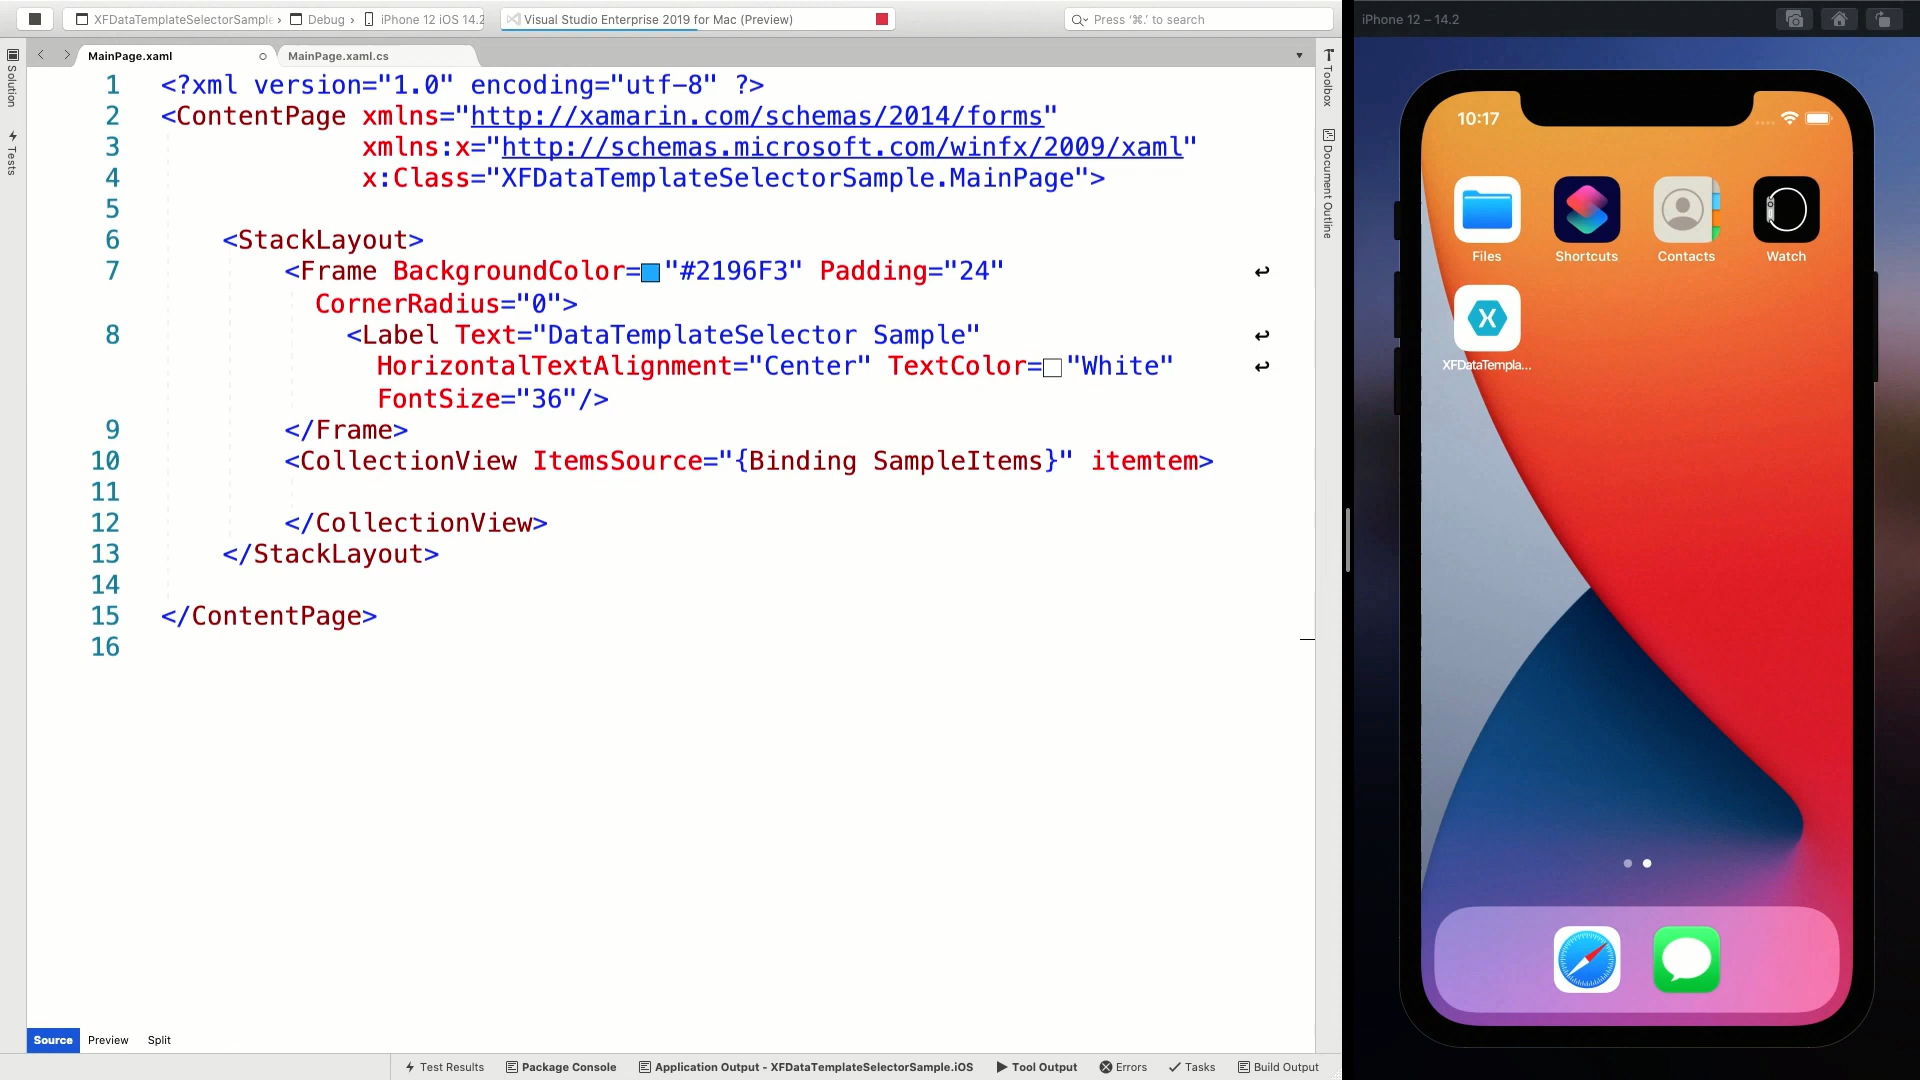 XFDataTemplateSelectorSample › Debug › iPhone 12 iOS 14.2
Visual Studio Enterprise 2019 for Mac (Preview)
Press ‘⌘.’ to search
iPhone 12 – 14.2
Solution
Tests
MainPage.xaml
MainPage.xaml.cs
Toolbox
Document Outline
1 <?xml version="1.0" encoding="utf-8" ?>
2 <ContentPage xmlns="http://xamarin.com/schemas/2014/forms"
3 xmlns:x="http://schemas.microsoft.com/winfx/2009/xaml"
4 x:Class="XFDataTemplateSelectorSample.MainPage">
5
6 <StackLayout>
7 <Frame BackgroundColor="#2196F3" Padding="24"
CornerRadius="0">
8 <Label Text="DataTemplateSelector Sample"
HorizontalTextAlignment="Center" TextColor="White"
FontSize="36"/>
9 </Frame>
10 <CollectionView ItemsSource="{Binding SampleItems}" itemtem>
11
12 </CollectionView>
13 </StackLayout>
14
15 </ContentPage>
16
Source Preview Split
Test Results Package Console Application Output - XFDataTemplateSelectorSample.iOS Tool Output Errors Tasks Build Output
10:17
Files Shortcuts Contacts Watch
X
XFDataTempla...